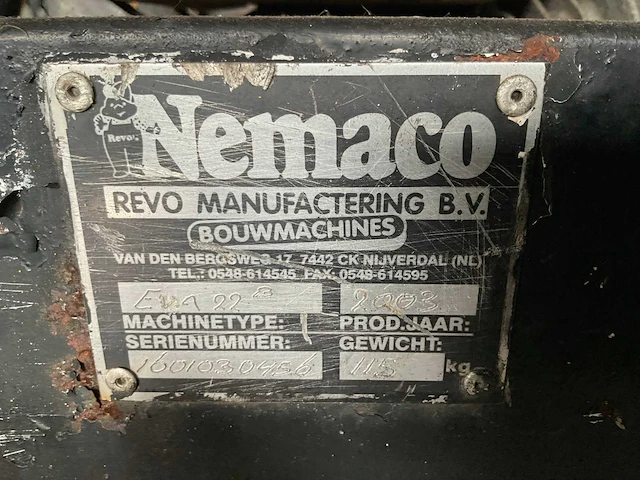 Revo's
Nemaco
REVO MANUFACTERING B.V.
BOUWMACHINES
VAN DEN BERGSWEG 17 7442 CK NIJVERDAL (NL)
TEL.: 0548-614545 FAX: 0548-614595
2003
MACHINETYPE: PROD.JAAR:
SERIENUMMER: GEWICHT:
1601030456 115 kg